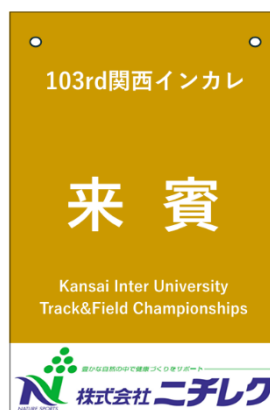 103rd関西インカレ
来 賓
Kansai Inter University
Track&Field Championships
豊かな自然の中で健康づくりをサポート
NATURE SPORTS
株式会社 ニチレク